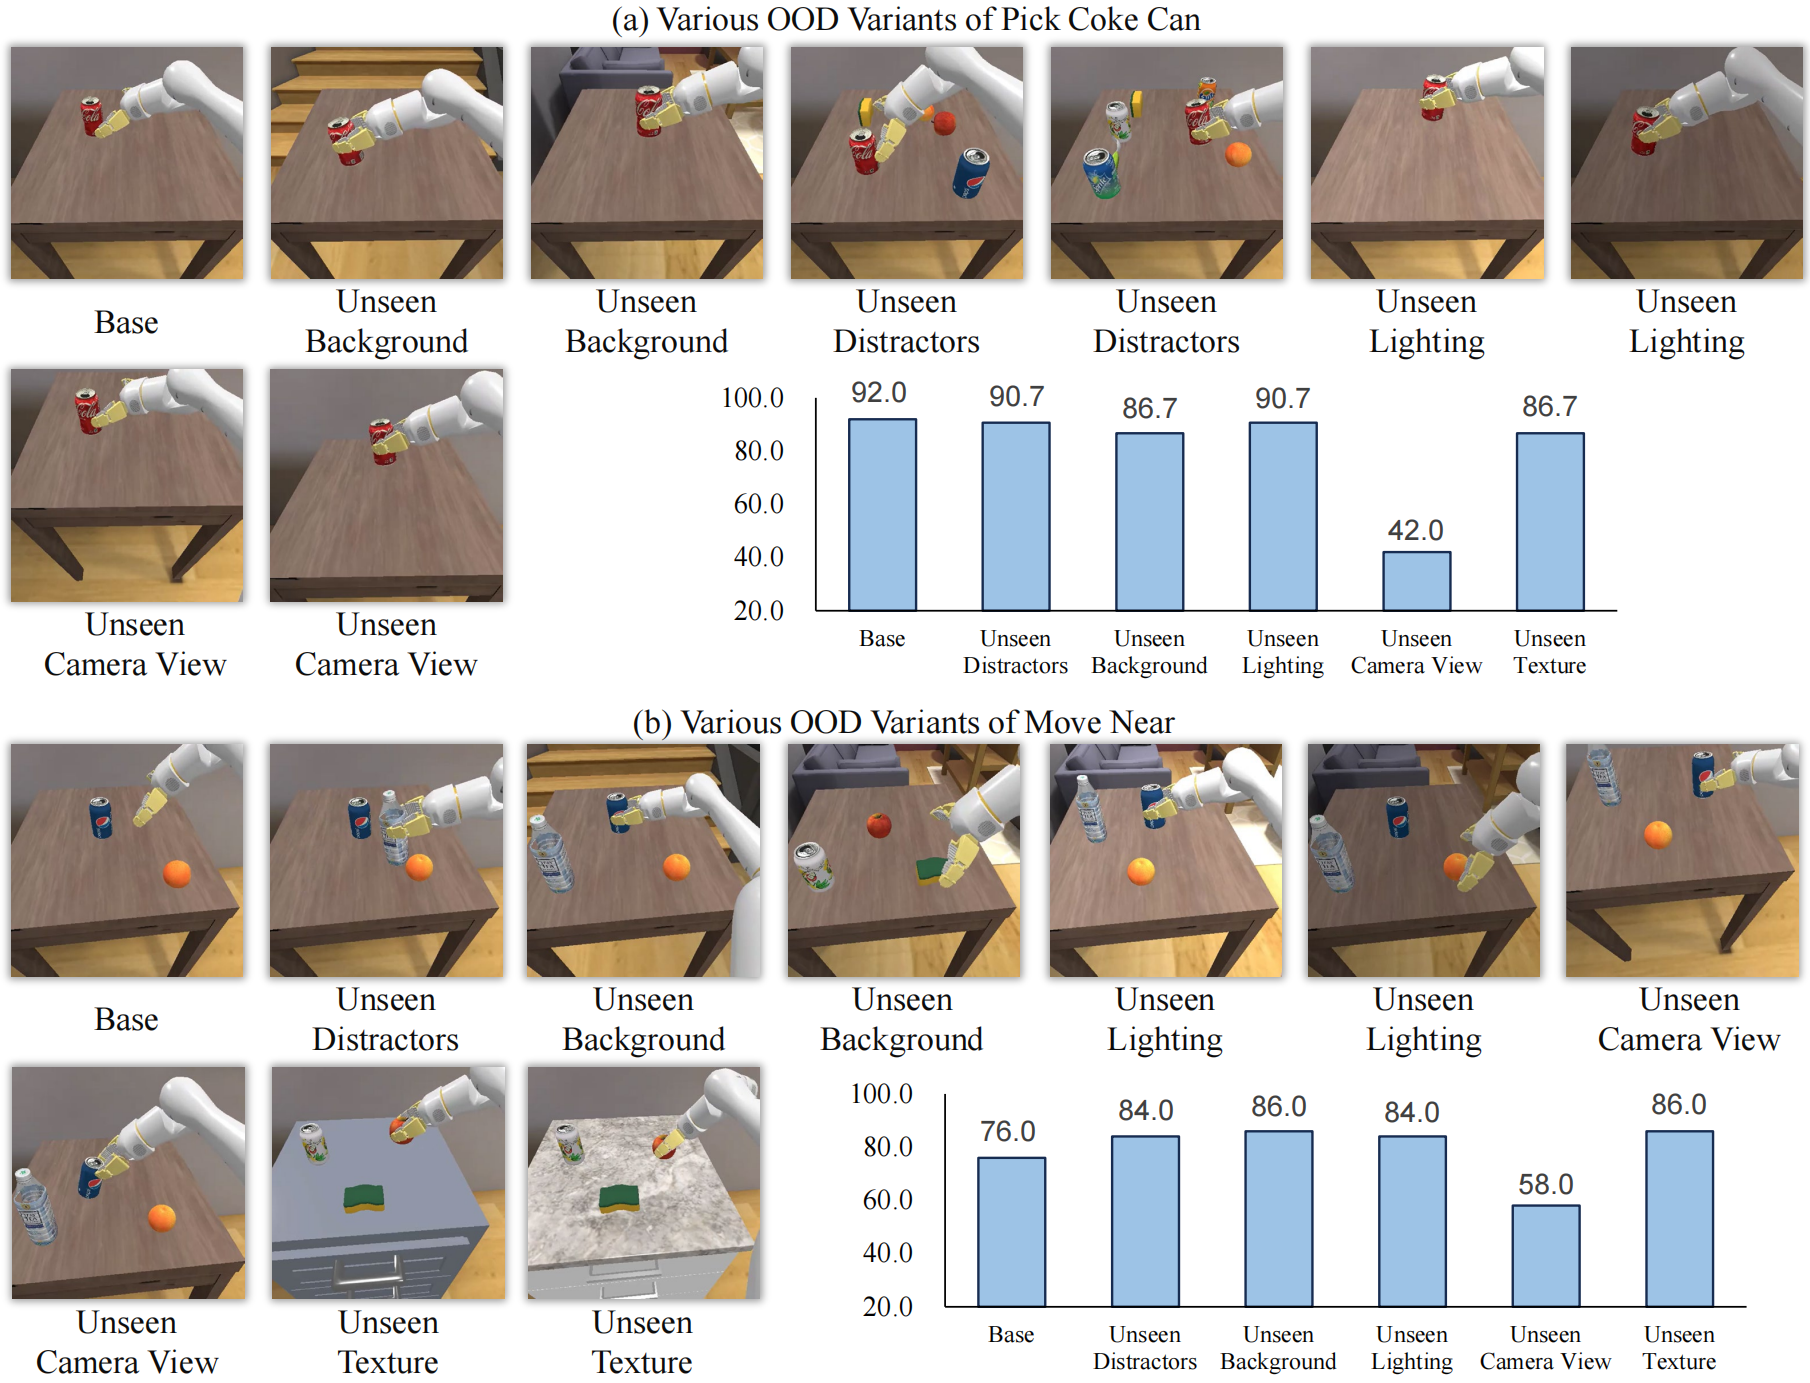 (a) Various OOD Variants of Pick Coke Can
Base
Unseen
Background
Unseen
Background
Unseen
Distractors
Unseen
Distractors
Unseen
Lighting
Unseen
Lighting
Unseen
Camera View
Unseen
Camera View
100.0
80.0
60.0
40.0
20.0
92.0
90.7
86.7
90.7
42.0
86.7
Base
Unseen
Distractors
Unseen
Background
Unseen
Lighting
Unseen
Camera View
Unseen
Texture
(b) Various OOD Variants of Move Near
Base
Unseen
Distractors
Unseen
Background
Unseen
Background
Unseen
Lighting
Unseen
Lighting
Unseen
Camera View
Unseen
Camera View
Unseen
Texture
Unseen
Texture
100.0
80.0
60.0
40.0
20.0
76.0
84.0
86.0
84.0
58.0
86.0
Base
Unseen
Distractors
Unseen
Background
Unseen
Lighting
Unseen
Camera View
Unseen
Texture